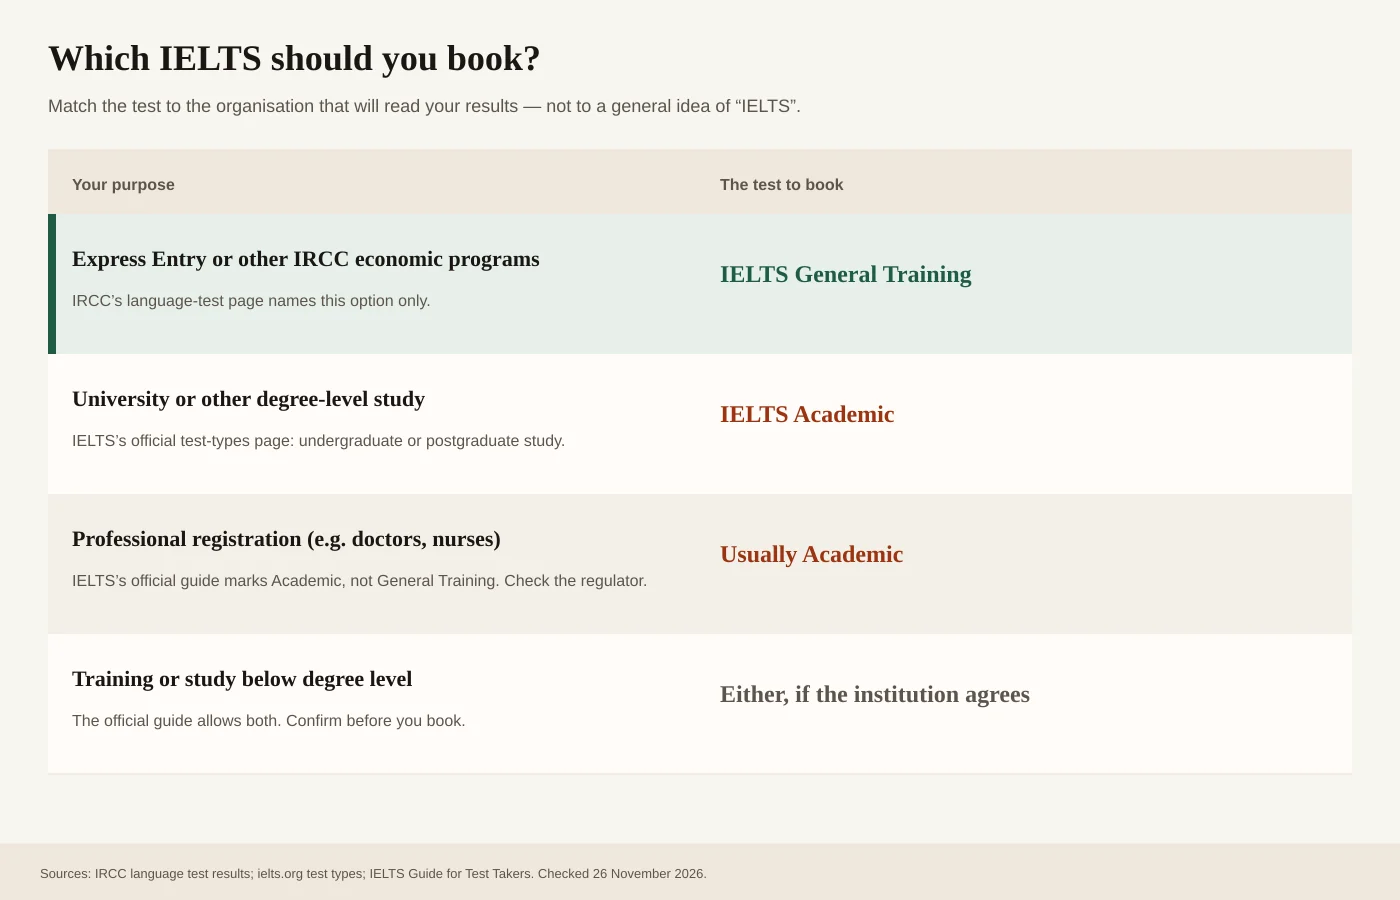 Which IELTS should you book?
Match the test to the organisation that will read your results — not to a general idea of “IELTS”.
Your purpose
The test to book
Express Entry or other IRCC economic programs
IRCC’s language-test page names this option only.
IELTS General Training
University or other degree-level study
IELTS’s official test-types page: undergraduate or postgraduate study.
IELTS Academic
Professional registration (e.g. doctors, nurses)
IELTS’s official guide marks Academic, not General Training. Check the regulator.
Usually Academic
Training or study below degree level
The official guide allows both. Confirm before you book.
Either, if the institution agrees
Sources: IRCC language test results; ielts.org test types; IELTS Guide for Test Takers. Checked 26 November 2026.